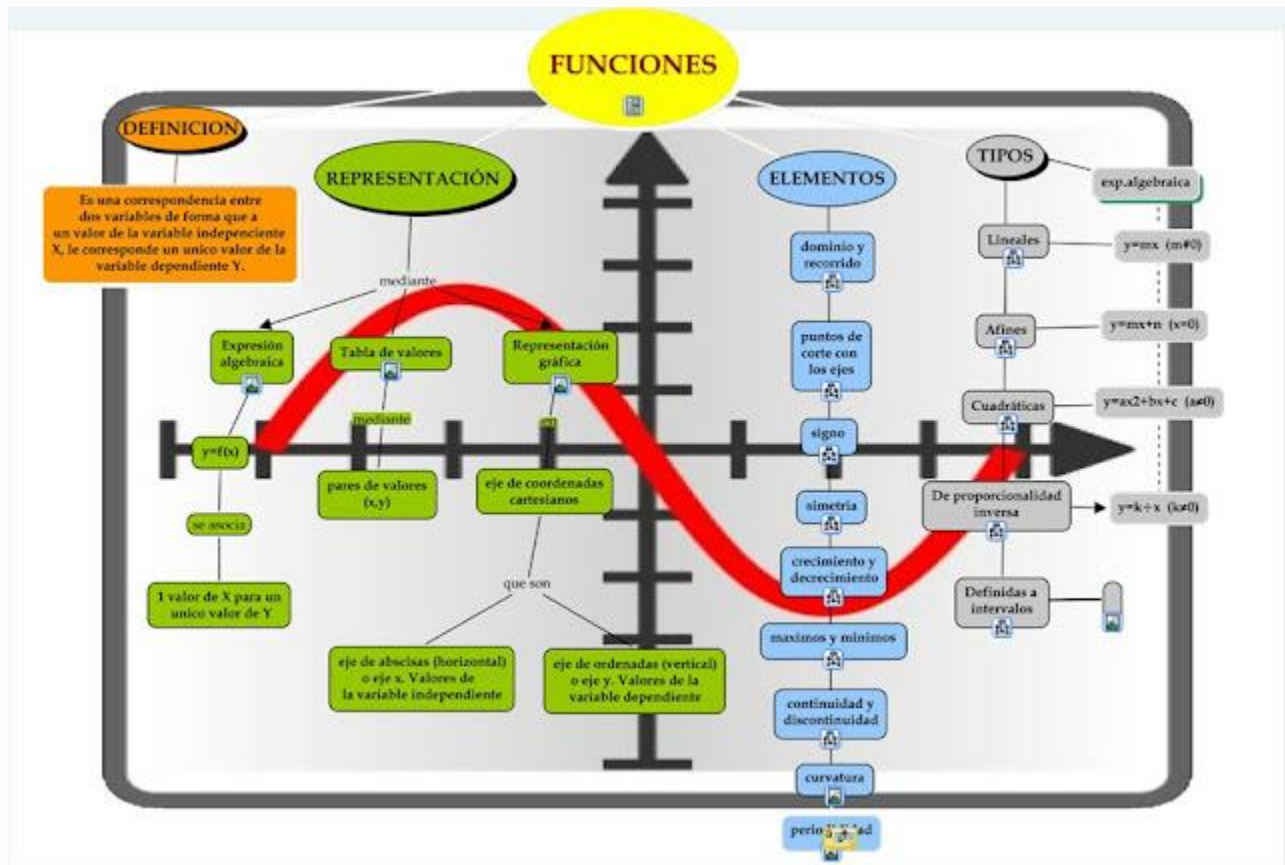 FUNCIONES
DEFINICION
Es una correspondencia entre
dos variables de forma que a
un valor de la variable indepenciente
X, le corresponde un unico valor de la
variable dependiente Y.
REPRESENTACIÓN
mediante
Expresión
algebraica
y=f(x)
se asocia
1 valor de X para un
unico valor de Y
Tabla de valores
mediante
pares de valores
(x,y)
Representación
gráfica
eje de coordenadas
cartesianos
que son
eje de abscisas (horizontal)
o eje x. Valores de
la variable independiente
eje de ordenadas (vertical)
o eje y. Valores de la
variable dependiente
ELEMENTOS
dominio y
recorrido
puntos de
corte con
los ejes
signo
simetria
crecimiento y
decrecimiento
maximos y minimos
continuidad y
discontinuidad
curvatura
TIPOS
exp.algebraica
Lineales
y=mx (m≠0)
Afines
y=mx+n (x=0)
Cuadráticas
y=ax2+bx+c (a≠0)
De proporcionalidad
inversa
y=k÷x (k≠0)
Definidas a
intervalos